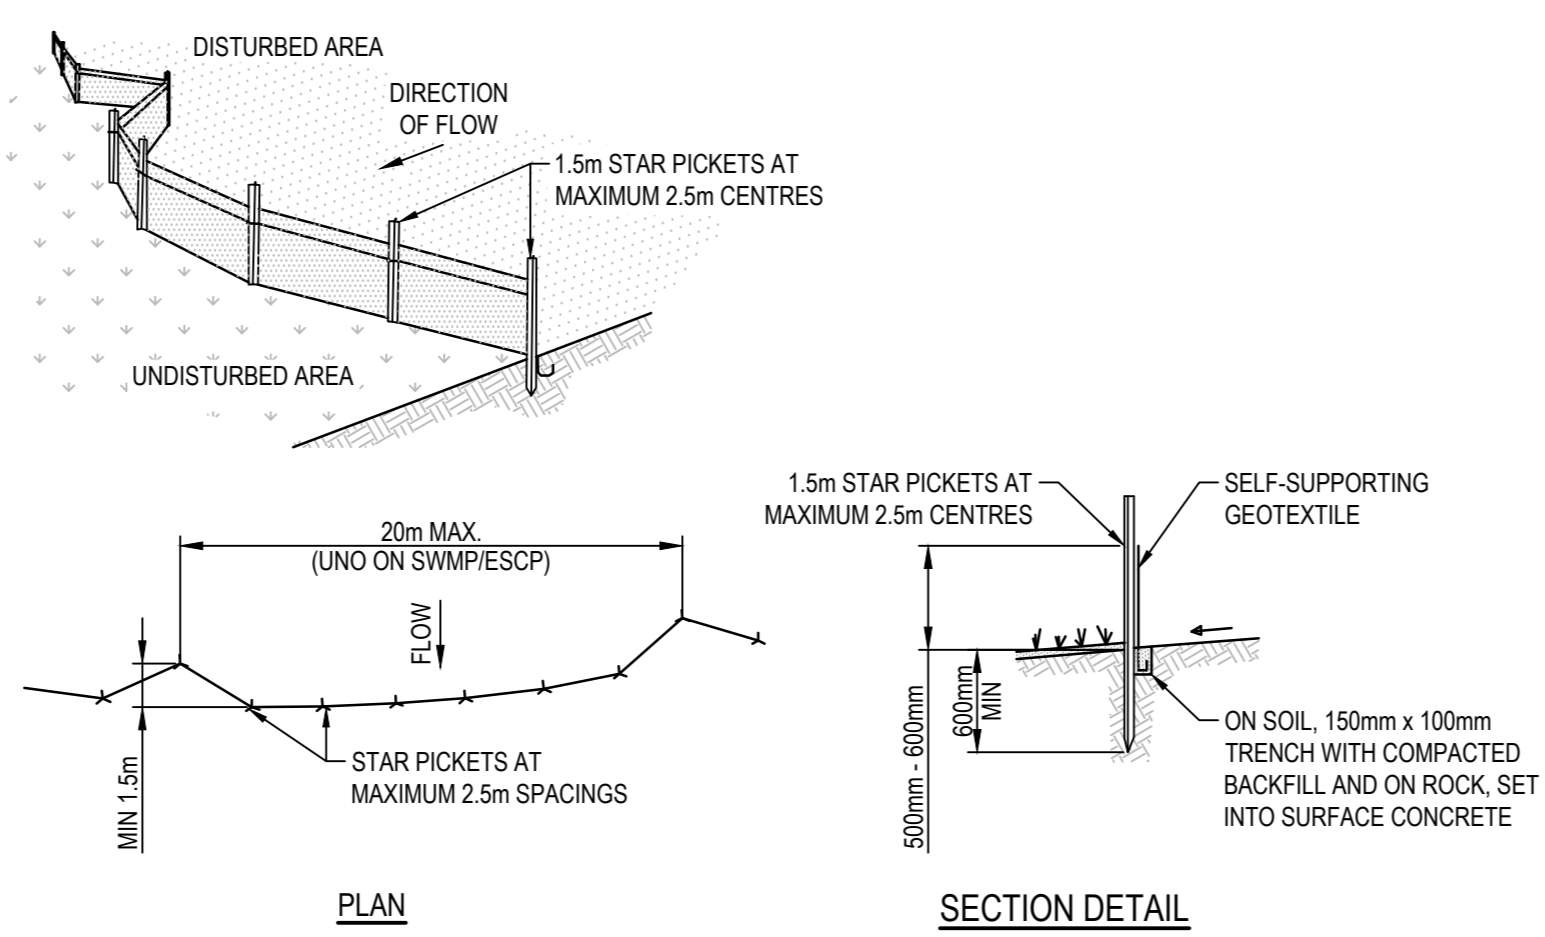 DISTURBED AREA
DIRECTION
OF FLOW
1.5m STAR PICKETS AT
MAXIMUM 2.5m CENTRES
UNDISTURBED AREA
20m MAX.
(UNO ON SWMP/ESCP)
FLOW
MIN 1.5m
STAR PICKETS AT
MAXIMUM 2.5m SPACINGS
PLAN
1.5m STAR PICKETS AT
MAXIMUM 2.5m CENTRES
SELF-SUPPORTING
GEOTEXTILE
500mm - 600mm
600mm
MIN
ON SOIL, 150mm x 100mm
TRENCH WITH COMPACTED
BACKFILL AND ON ROCK, SET
INTO SURFACE CONCRETE
SECTION DETAIL